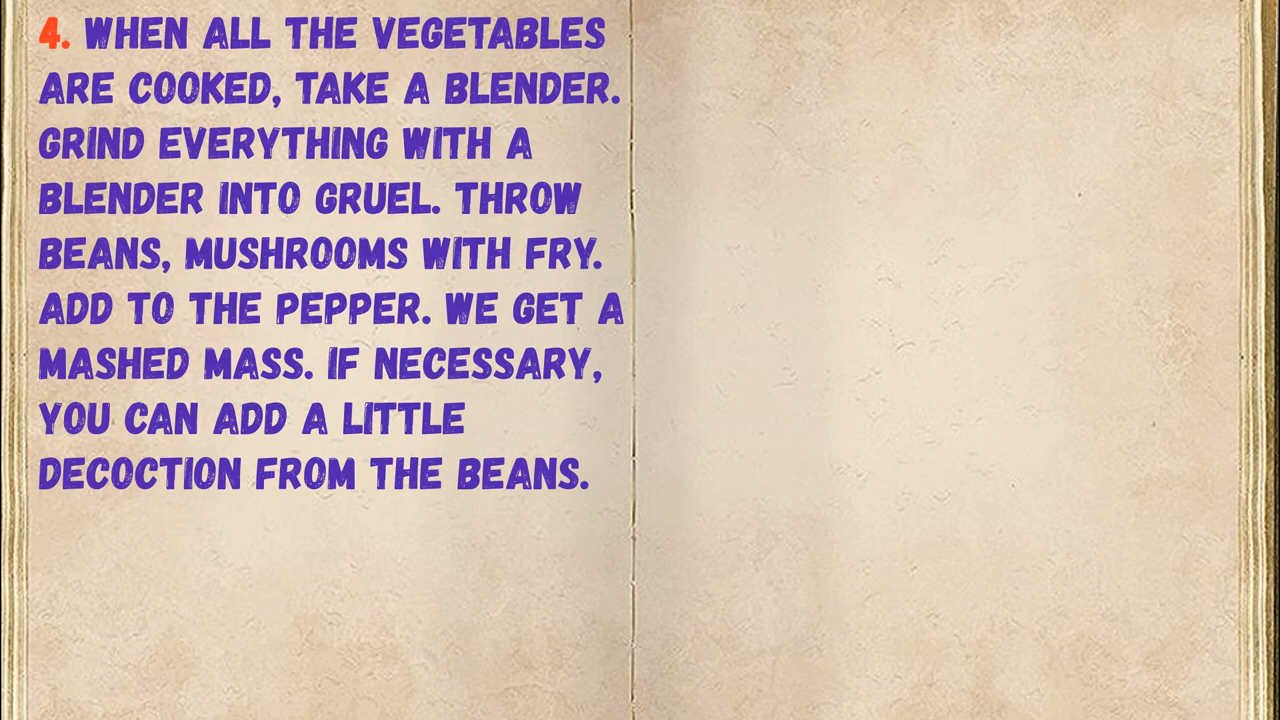 4. WHEN ALL THE VEGETABLES
ARE COOKED, TAKE A BLENDER.
GRIND EVERYTHING WITH A
BLENDER INTO GRUEL. THROW
BEANS, MUSHROOMS WITH FRY.
ADD TO THE PEPPER. WE GET A
MASHED MASS. IF NECESSARY,
YOU CAN ADD A LITTLE
DECOCTION FROM THE BEANS.